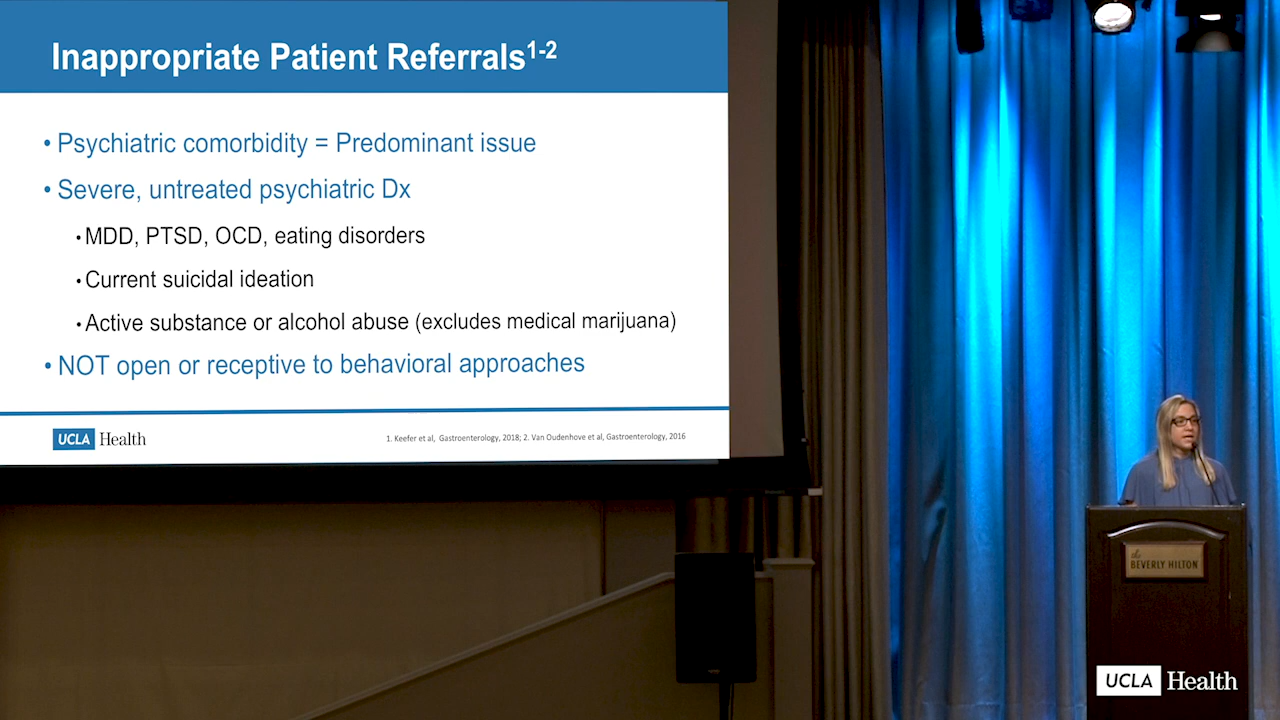 Inappropriate Patient Referrals1-2
• Psychiatric comorbidity = Predominant issue
• Severe, untreated psychiatric Dx
• MDD, PTSD, OCD, eating disorders
• Current suicidal ideation
• Active substance or alcohol abuse (excludes medical marijuana)
• NOT open or receptive to behavioral approaches
UCLA Health
1. Keefer et al, Gastroenterology, 2018; 2. Van Oudenhove et al, Gastroenterology, 2016
the
BEVERLY HILTON
UCLA Health